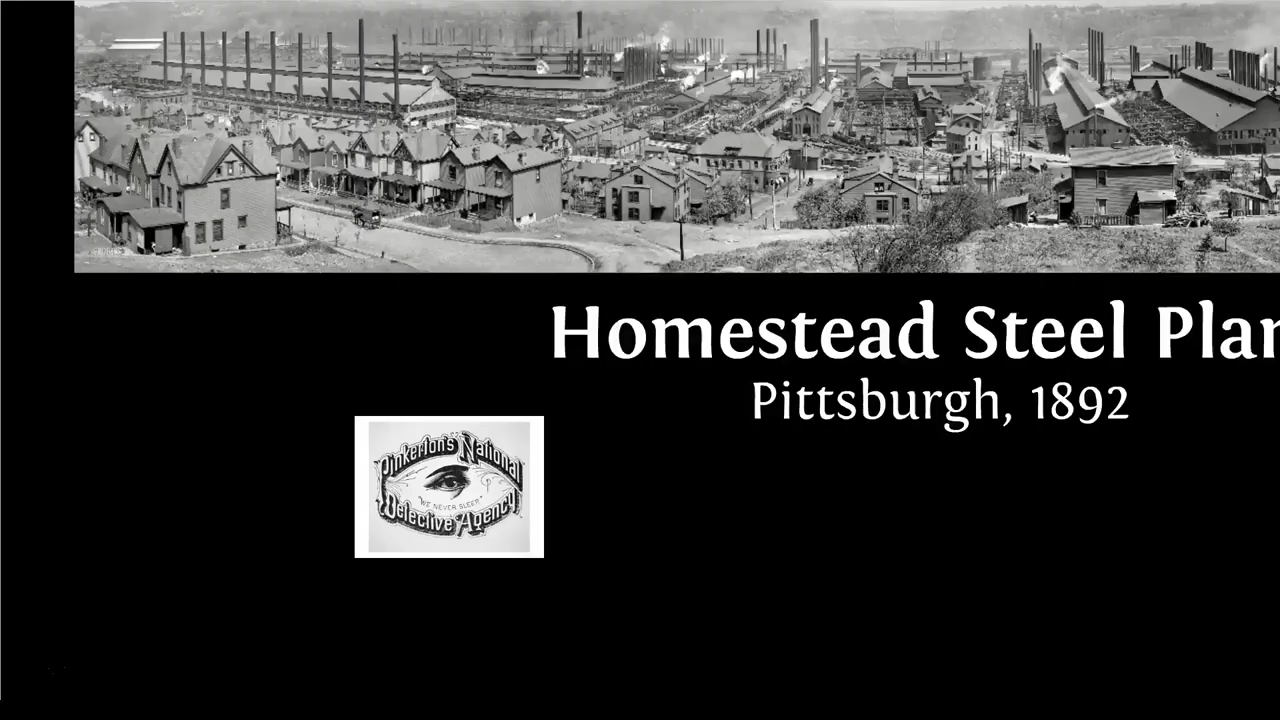 Homestead Steel Plan
Pittsburgh, 1892
Pinkerton's National
"WE NEVER SLEEP"
Detective Agency